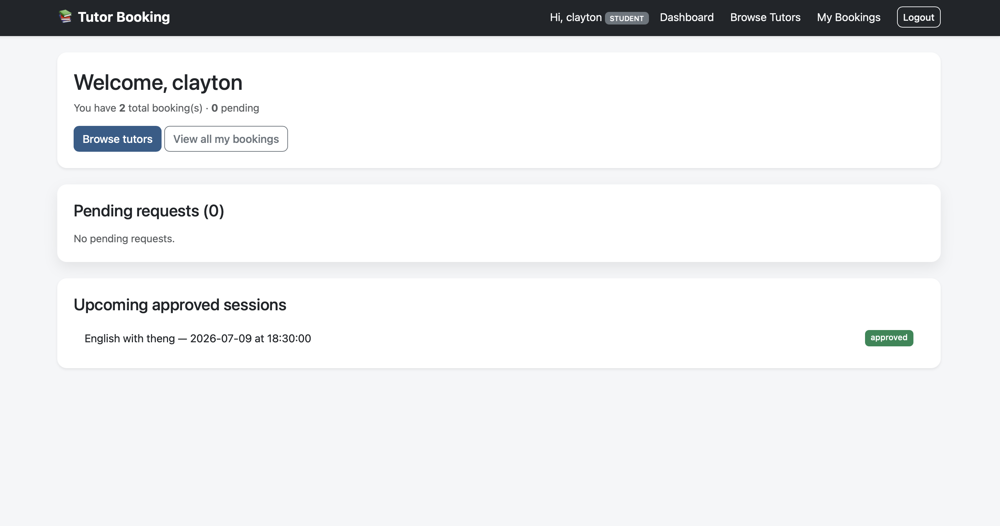 Tutor Booking
Hi, clayton STUDENT Dashboard Browse Tutors My Bookings Logout
Welcome, clayton
You have 2 total booking(s) · 0 pending
Browse tutors View all my bookings
Pending requests (0)
No pending requests.
Upcoming approved sessions
English with theng — 2026-07-09 at 18:30:00 approved